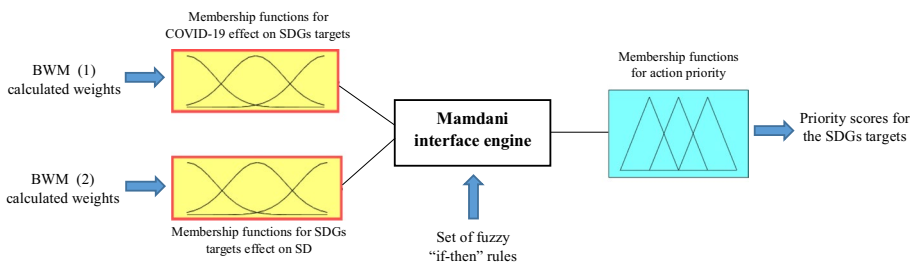 Membership functions for
COVID-19 effect on SDGs targets
BWM (1)
calculated weights
BWM (2)
calculated weights
Membership functions for SDGs
targets effect on SD
Mamdani
interface engine
Set of fuzzy
“if-then” rules
Membership functions
for action priority
Priority scores for
the SDGs targets